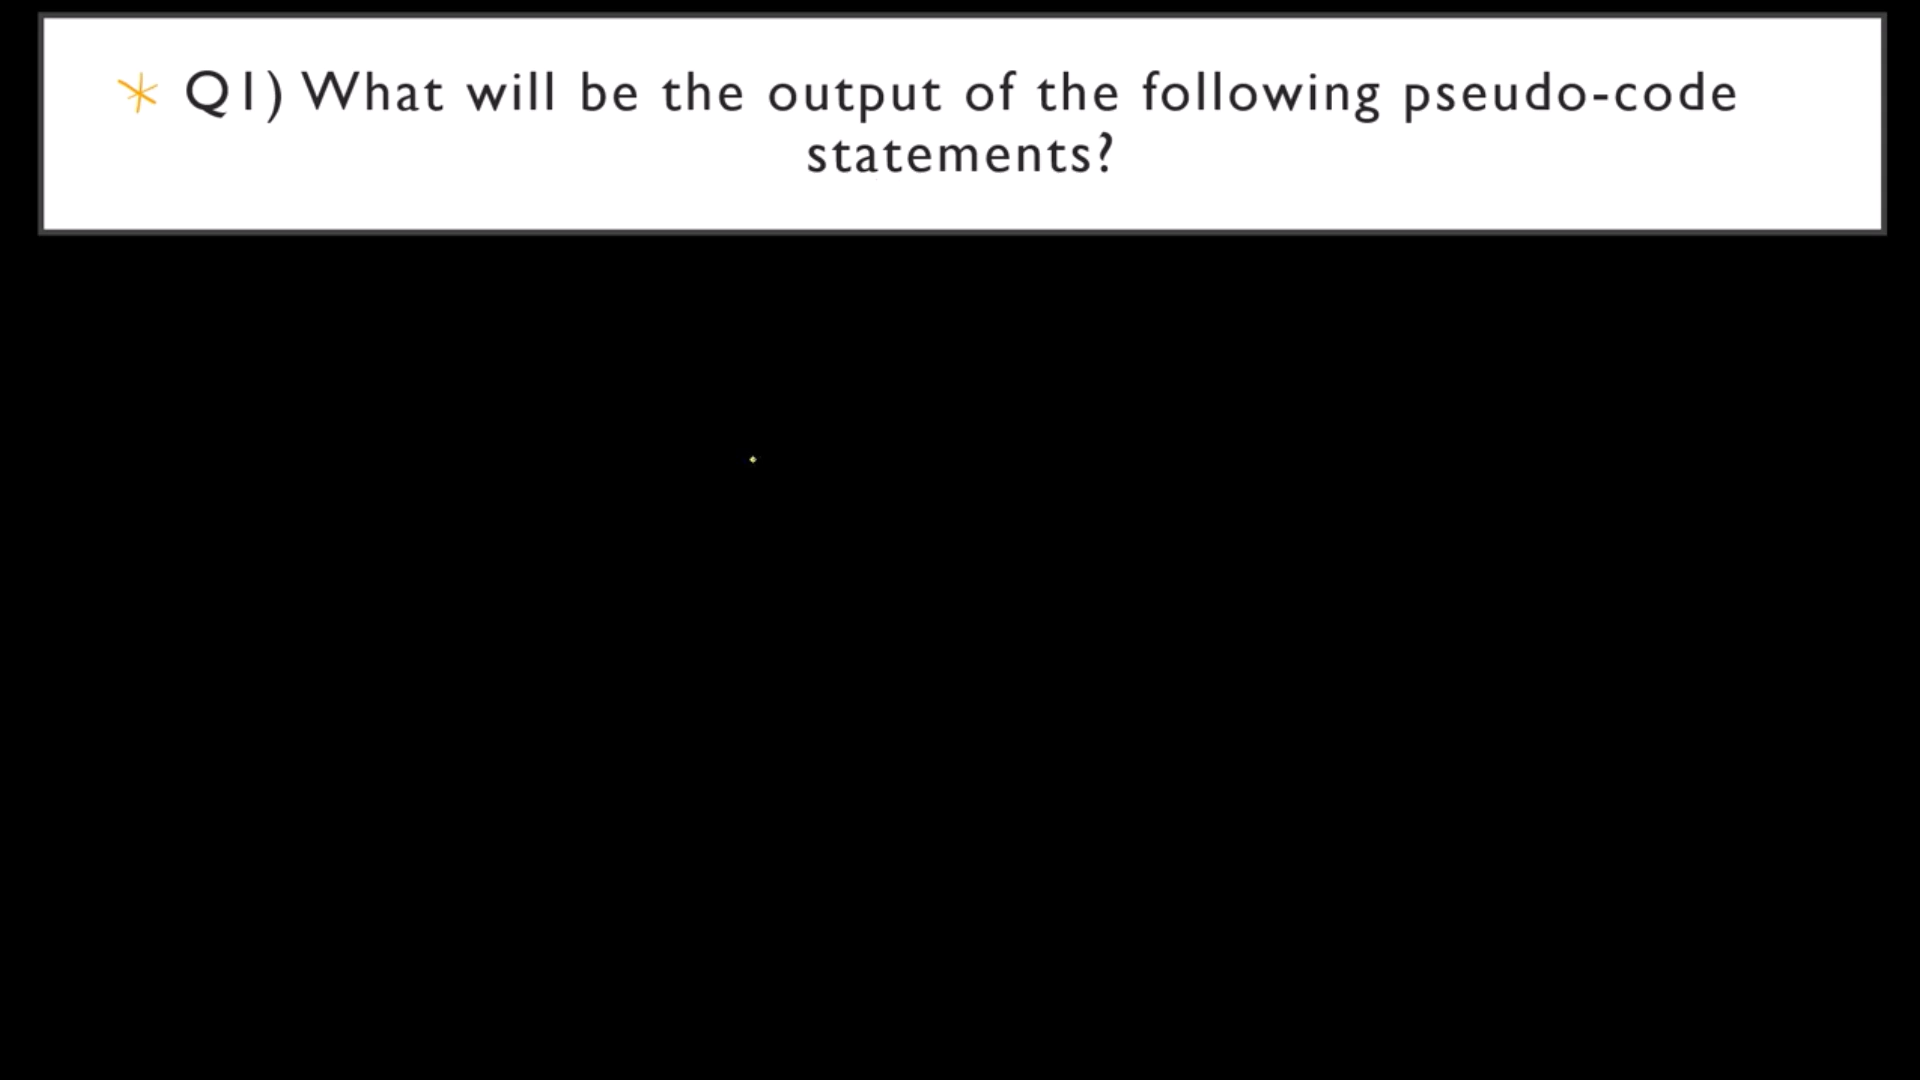 * Q1) What will be the output of the following pseudo-code
statements?